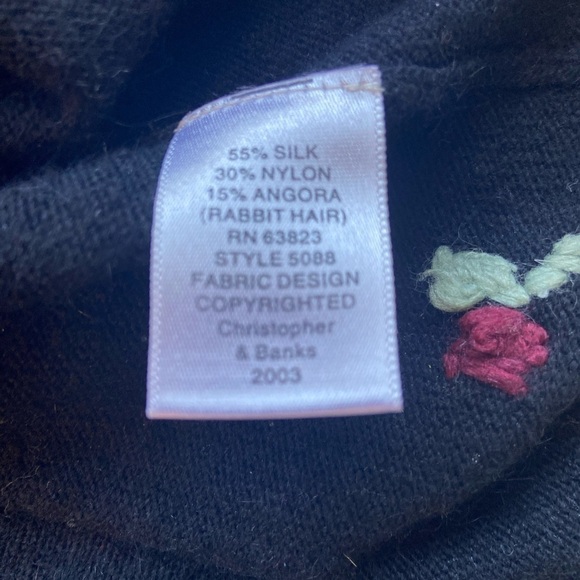 55% SILK
30% NYLON
15% ANGORA
(RABBIT HAIR)
RN 63823
STYLE 5088
FABRIC DESIGN
COPYRIGHTED
Christopher
& Banks
2003